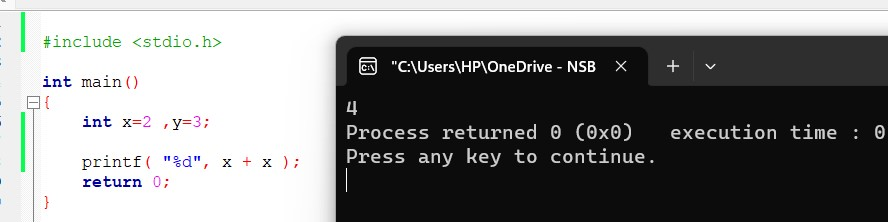 #include <stdio.h>
int main()
{
int x=2 ,y=3;
printf( "%d", x + x );
return 0;
}
"C:\Users\HP\OneDrive - NSB
4
Process returned 0 (0x0)   execution time : 0
Press any key to continue.